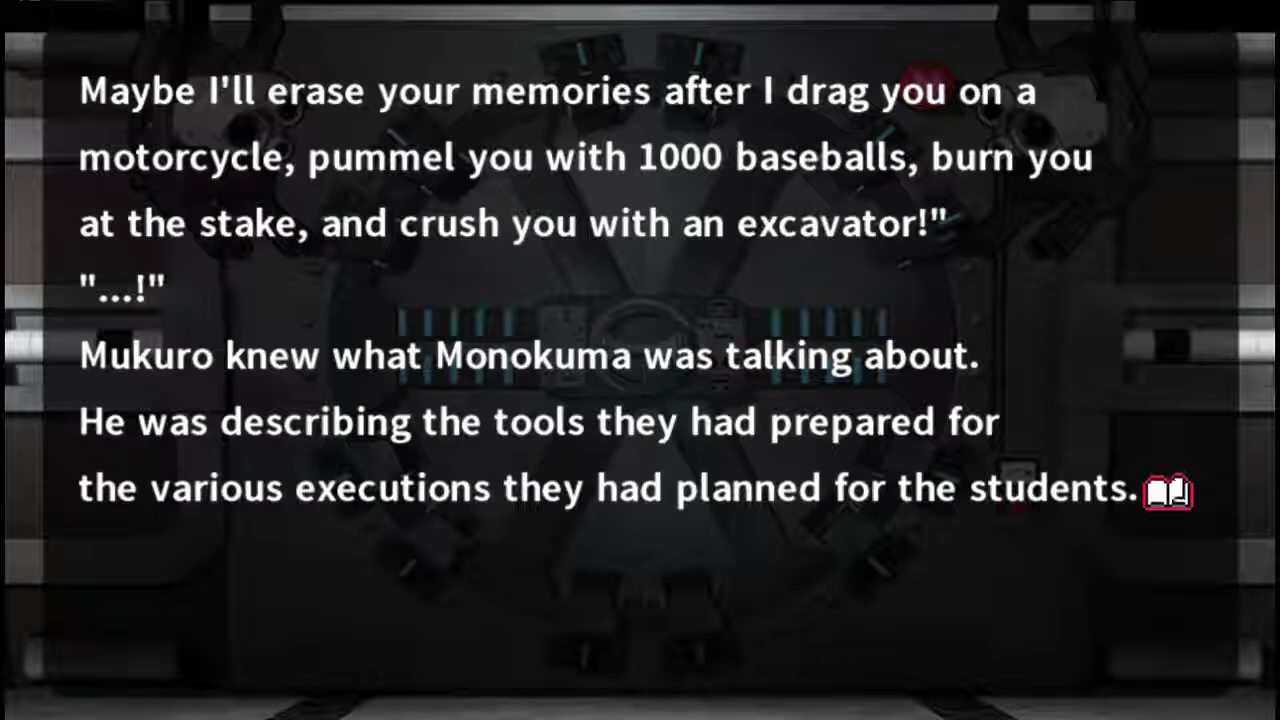 Maybe I'll erase your memories after I drag you on a
motorcycle, pummel you with 1000 baseballs, burn you
at the stake, and crush you with an excavator!"
"...!"
Mukuro knew what Monokuma was talking about.
He was describing the tools they had prepared for
the various executions they had planned for the students.